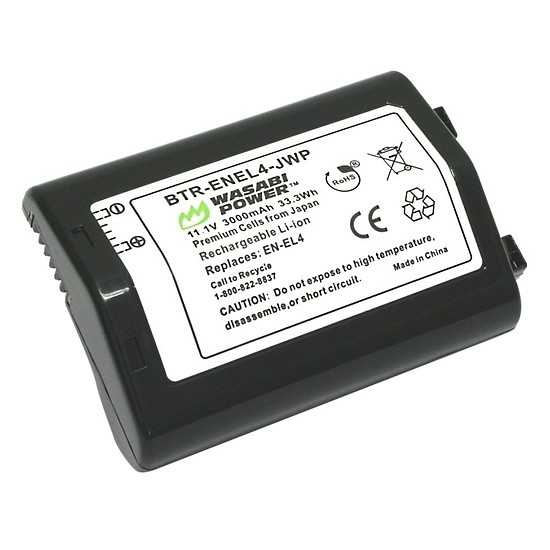 BTR-ENEL4-JWP
WASABI
POWER
11.1V 3000mAh 33.3Wh
Premium Cells from Japan
Rechargeable Li-ion
Replaces: EN-EL4
Call to Recycle
1-800-822-8837
CAUTION: Do not expose to high temperature,
disassemble,or short circuit.
RoHS
®
CE
Made in China